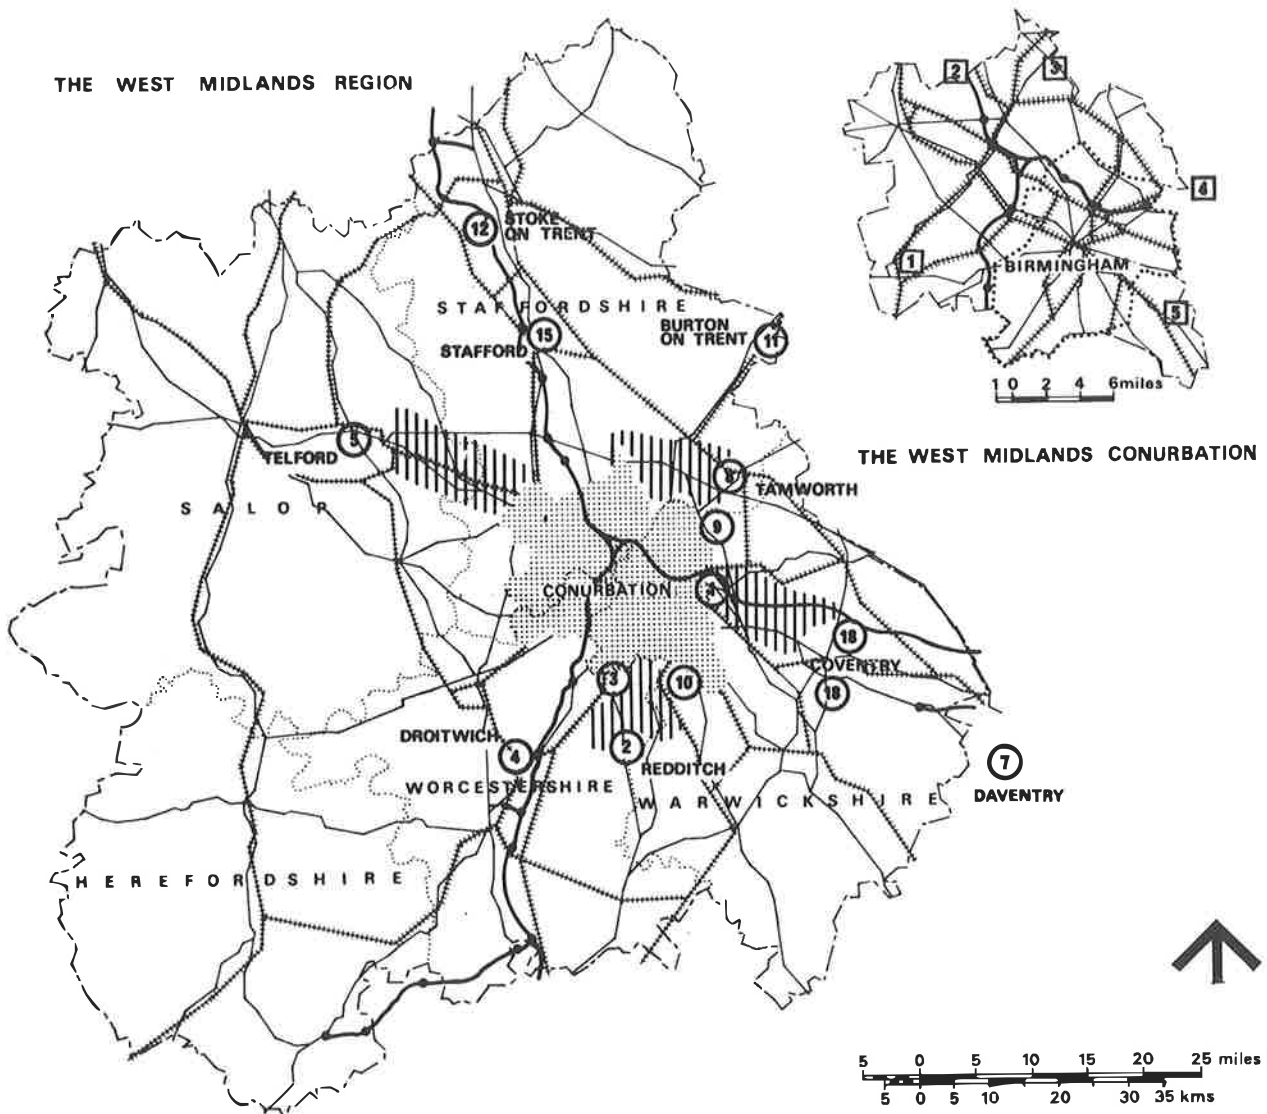 THE WEST MIDLANDS REGION
2
3
4
1
BIRMINGHAM
5
1 0 2 4 6miles
THE WEST MIDLANDS CONURBATION
12
STOKE
ON TRENT
STAFFORDSHIRE
BURTON
ON TRENT
11
15
STAFFORD
5
TELFORD
8
TAMWORTH
SALOP
9
CONURBATION
18
COVENTRY
18
13
10
DROITWICH
4
2
REDDITCH
WORCESTERSHIRE
WARWICKSHIRE
7
DAVENTRY
HEREFORDSHIRE
5 0 5 10 15 20 25 miles
5 0 5 10 20 30 35 kms